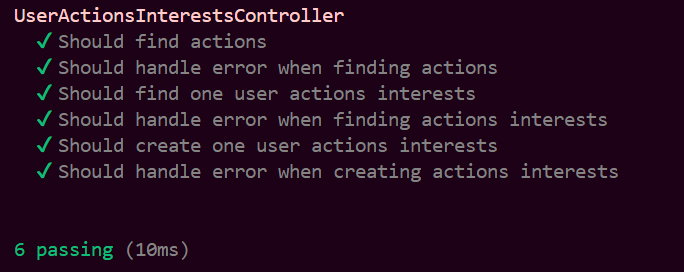 UserActionsInterestsController
✓ Should find actions
✓ Should handle error when finding actions
✓ Should find one user actions interests
✓ Should handle error when finding actions interests
✓ Should create one user actions interests
✓ Should handle error when creating actions interests
6 passing (10ms)